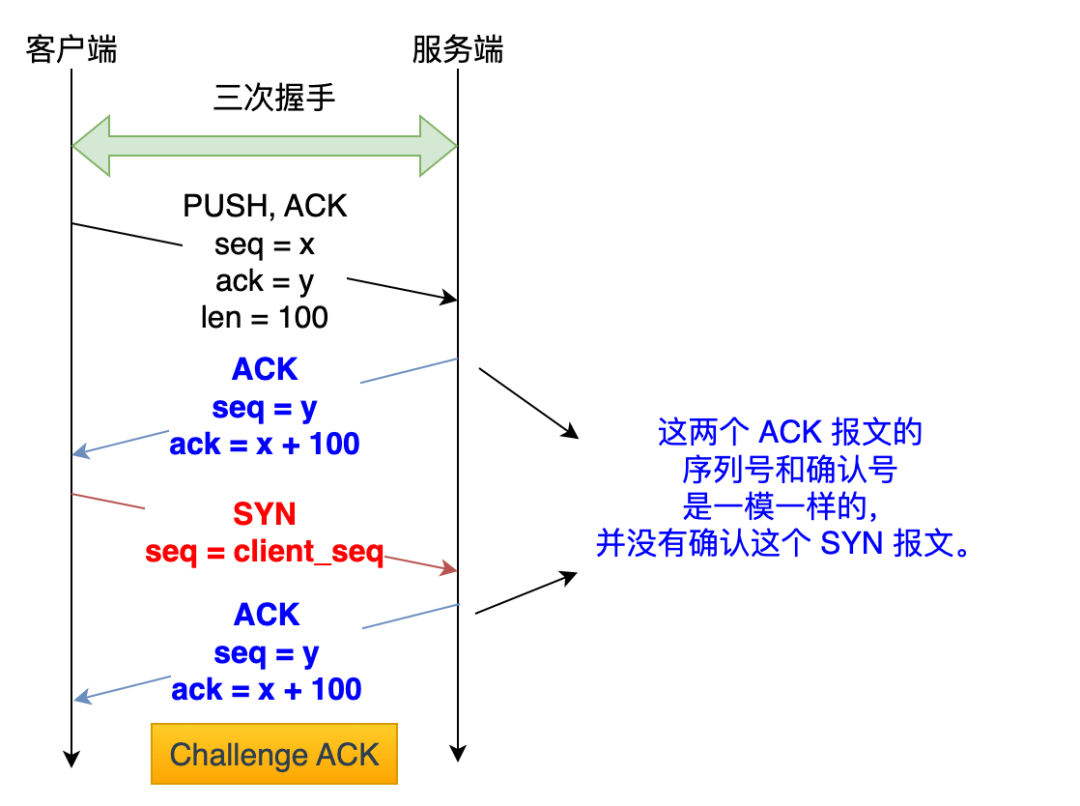 客户端
服务端
三次握手
PUSH, ACK
seq = x
ack = y
len = 100
ACK
seq = y
ack = x + 100
SYN
seq = client_seq
ACK
seq = y
ack = x + 100
Challenge ACK
这两个 ACK 报文的
序列号和确认号
是一模一样的，
并没有确认这个 SYN 报文。